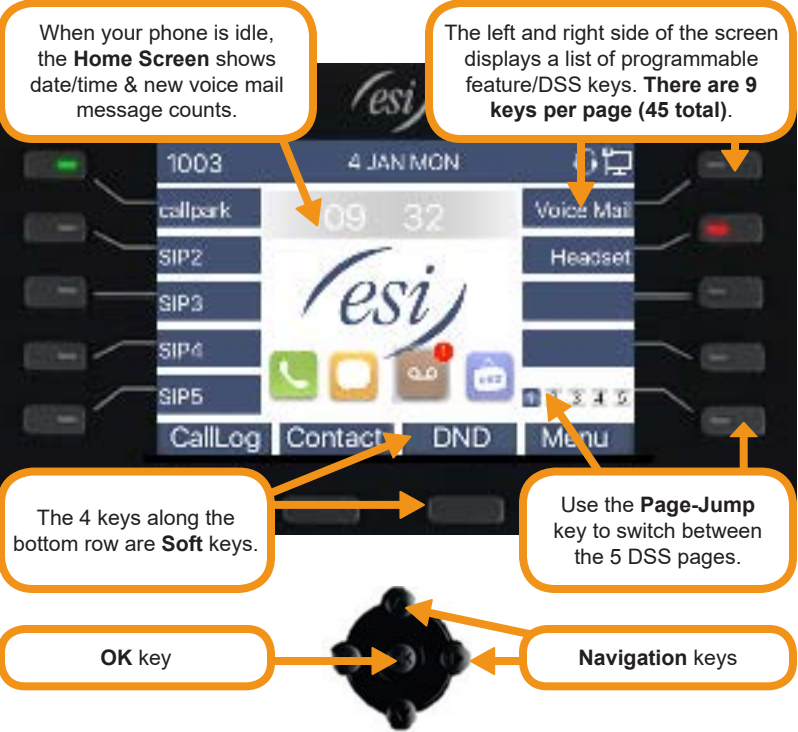 When your phone is idle,
the Home Screen shows
date/time & new voice mail
message counts.
The left and right side of the screen
displays a list of programmable
feature/DSS keys. There are 9
keys per page (45 total).
esi
1003
4 JAN MON
callpark
09 32
Voice Mail
SIP2
Headset
SIP3
esi
SIP4
SIP5
1 2 3 4 5
CallLog
Contact
DND
Menu
The 4 keys along the
bottom row are Soft keys.
Use the Page-Jump
key to switch between
the 5 DSS pages.
OK key
Navigation keys